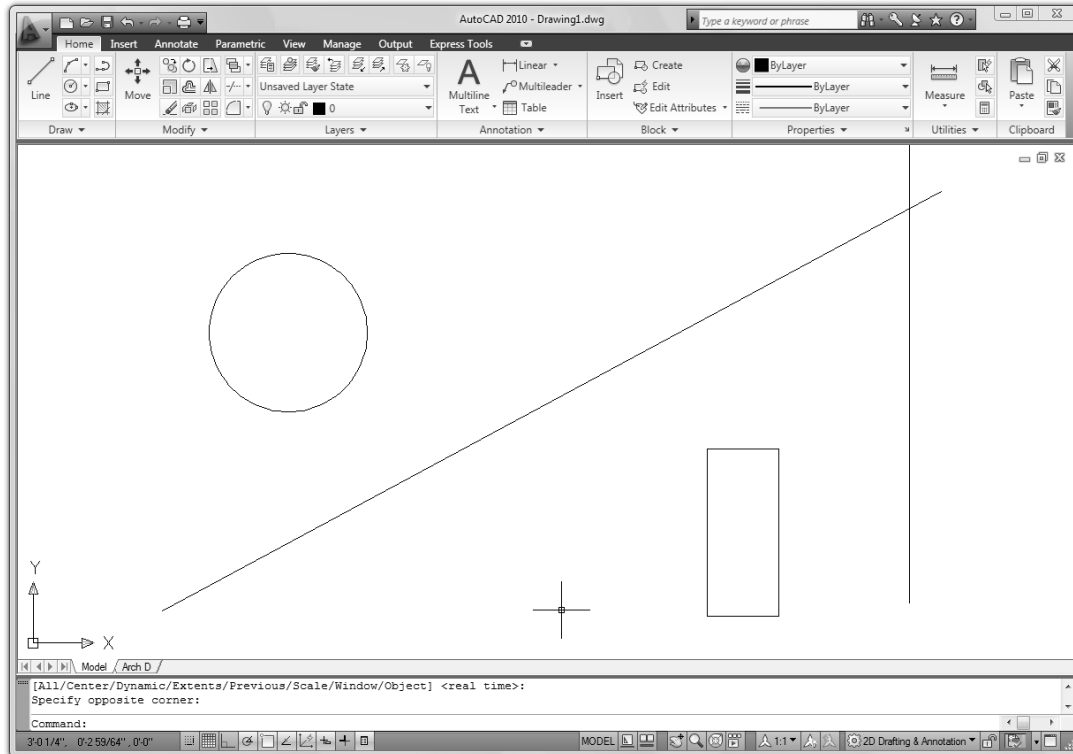 AutoCAD 2010 - Drawing1.dwg
Type a keyword or phrase
Home Insert Annotate Parametric View Manage Output Express Tools
Line
Move
Unsaved Layer State
0
A
Multiline Text
Linear
Multileader
Table
Insert
Create
Edit
Edit Attributes
ByLayer
ByLayer
ByLayer
Measure
Paste
Draw Modify Layers Annotation Block Properties Utilities Clipboard
Y
X
Model Arch D
[All/Center/Dynamic/Extents/Previous/Scale/Window/Object] <real time>:
Specify opposite corner:
Command:
3'-0 1/4", 0'-2 59/64", 0'-0" MODEL 1:1 2D Drafting & Annotation